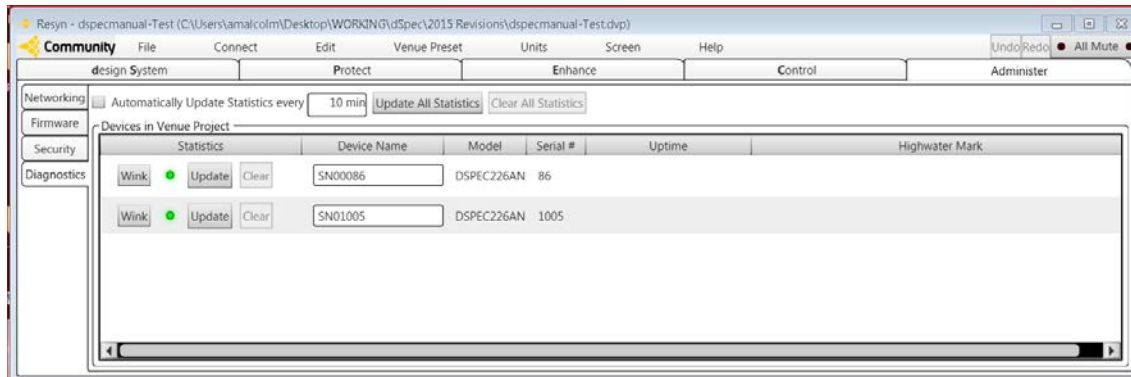 Resyn - dspecmanual-Test (C:\Users\amalcolm\Desktop\WORKING\dSpec\2015 Revisions\dspecmanual-Test.dvp)
Community File Connect Edit Venue Preset Units Screen Help Undo Redo All Mute
design System Protect Enhance Control Administer
Networking Automatically Update Statistics every 10 min Update All Statistics Clear All Statistics
Firmware Devices in Venue Project
Security Statistics Device Name Model Serial # Uptime Highwater Mark
Diagnostics Wink Update Clear SN00086 DSPEC226AN 86
Wink Update Clear SN01005 DSPEC226AN 1005